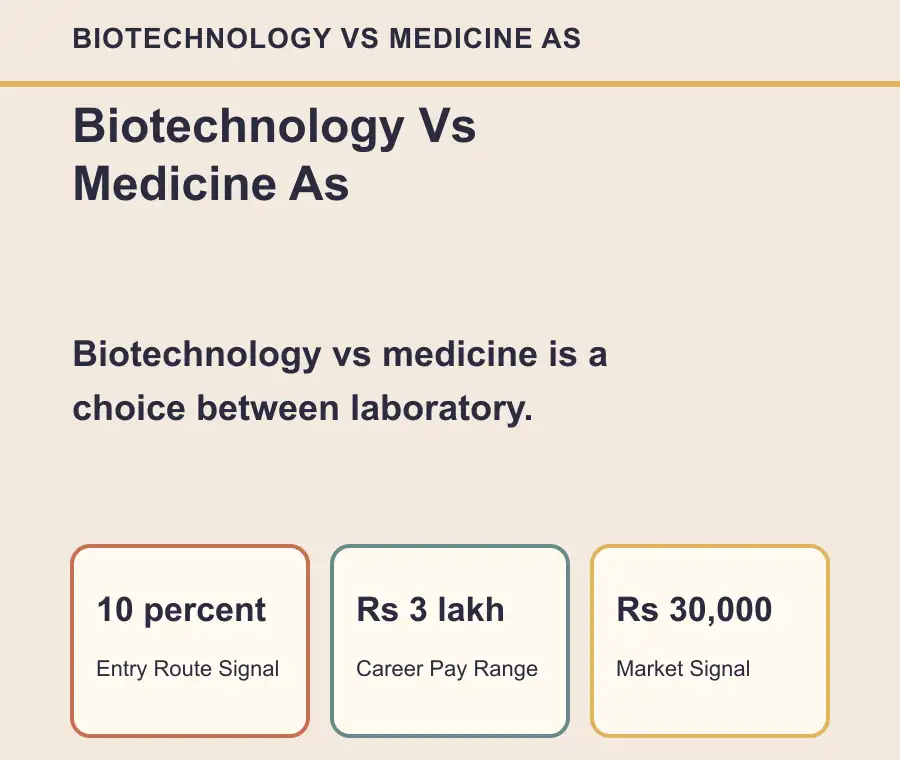 BIOTECHNOLOGY VS MEDICINE AS
Biotechnology Vs
Medicine As
Biotechnology vs medicine is a
choice between laboratory.
10 percent
Entry Route Signal
Rs 3 lakh
Career Pay Range
Rs 30,000
Market Signal